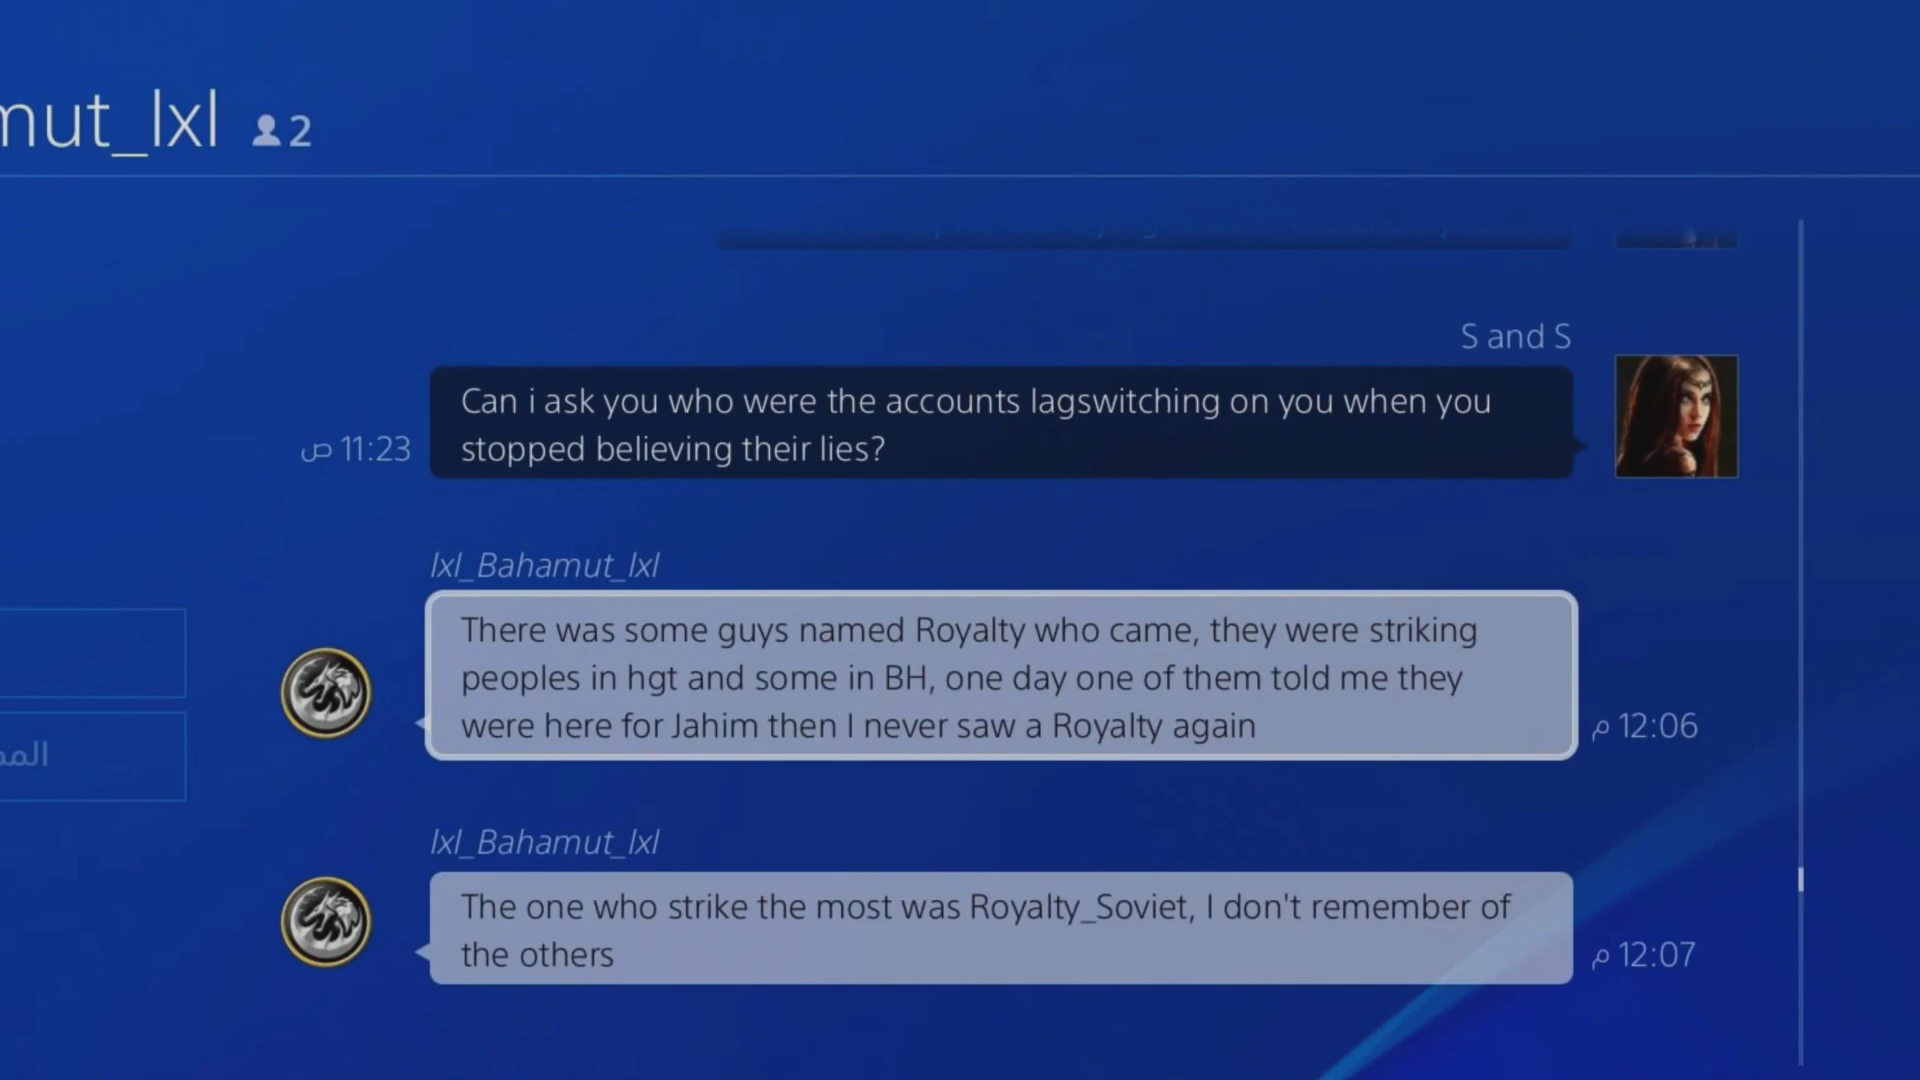 mut_lxl 2
S and S
Can i ask you who were the accounts lagswitching on you when you
stopped believing their lies?
11:23 ص
lxl_Bahamut_lxl
There was some guys named Royalty who came, they were striking
peoples in hgt and some in BH, one day one of them told me they
were here for Jahim then I never saw a Royalty again
12:06 م
lxl_Bahamut_lxl
The one who strike the most was Royalty_Soviet, I don't remember of
the others
12:07 م